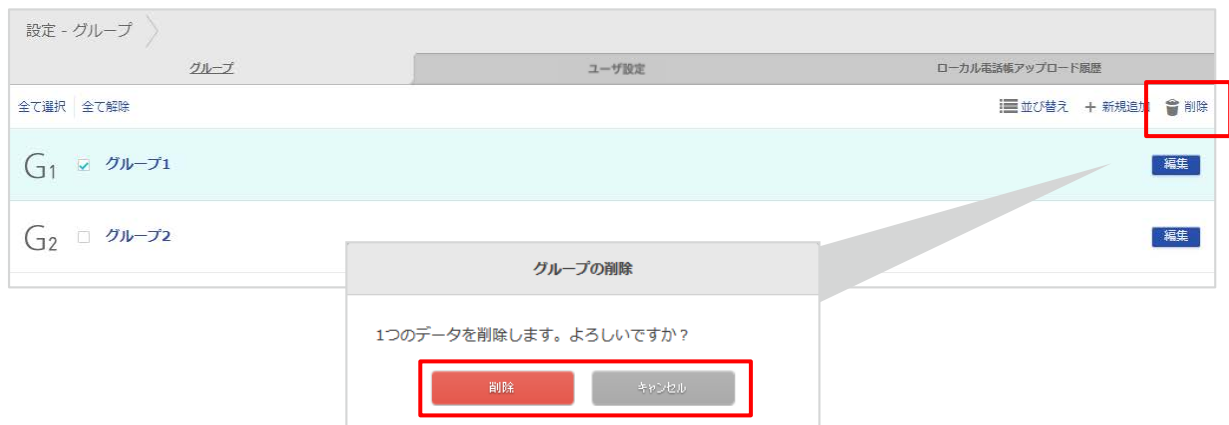 設定 - グループ
グループ ユーザ設定 ローカル電話帳アップロード履歴
全て選択 全て解除 並び替え + 新規追加 削除
G1 グループ1 編集
G2 グループ2 編集
グループの削除
1つのデータを削除します。よろしいですか？
削除 キャンセル